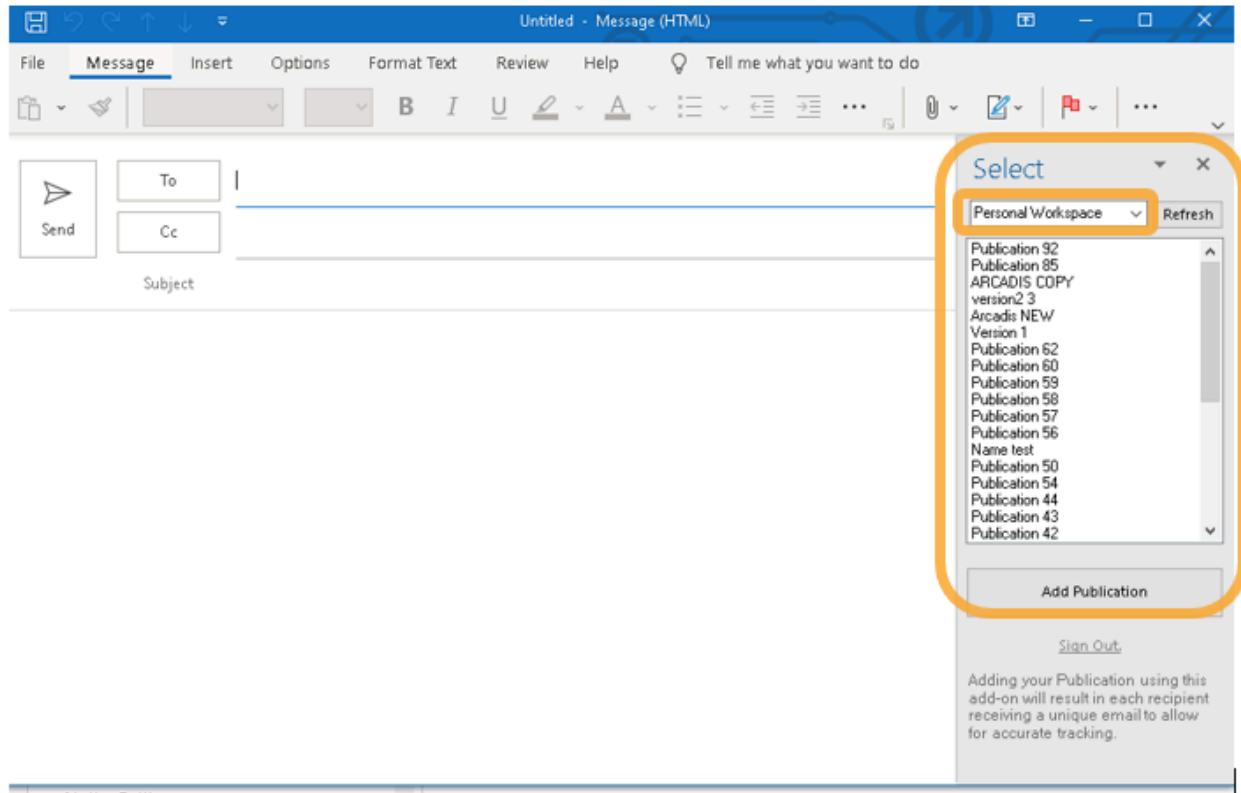 Untitled - Message (HTML)
File Message Insert Options Format Text Review Help Tell me what you want to do
B I U A
Send
To
Cc
Subject
Select
Personal Workspace Refresh
Publication 92
Publication 85
ARCADIS COPY
version2 3
Arcadis NEW
Version 1
Publication 62
Publication 60
Publication 59
Publication 58
Publication 57
Publication 56
Name test
Publication 50
Publication 54
Publication 44
Publication 43
Publication 42
Add Publication
Sign Out.
Adding your Publication using this
add-on will result in each recipient
receiving a unique email to allow
for accurate tracking.